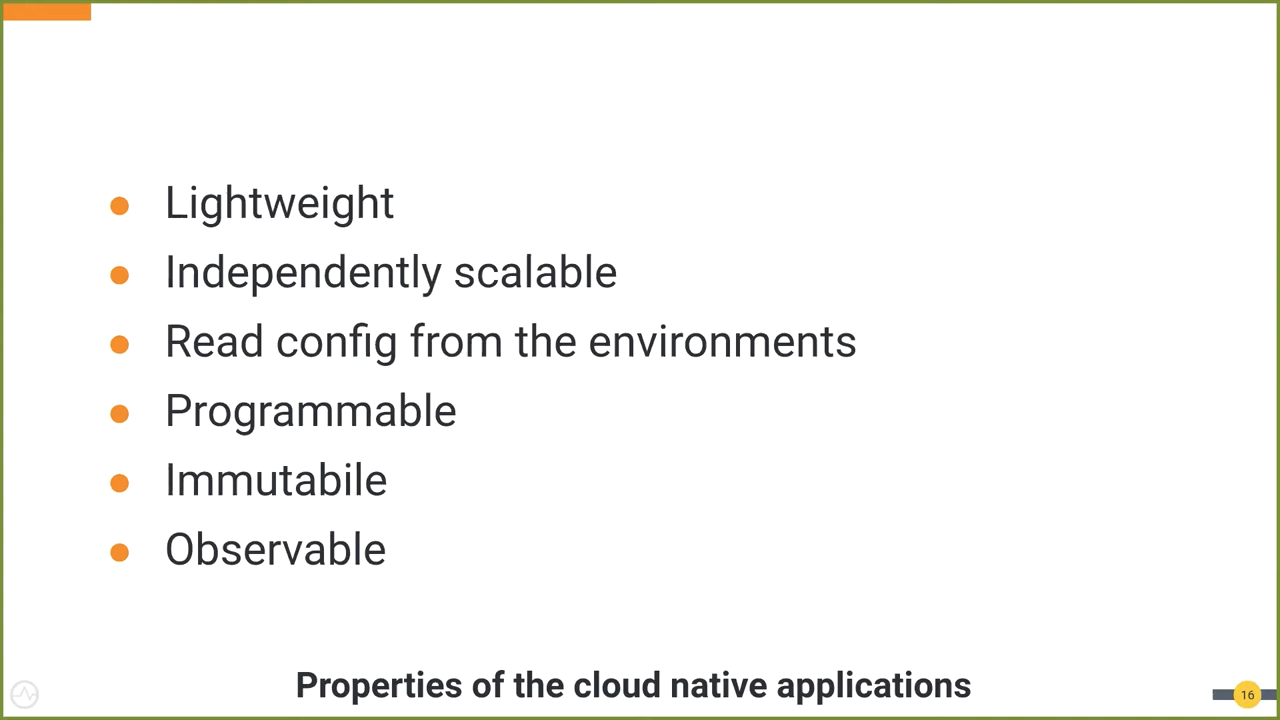 Lightweight
Independently scalable
Read config from the environments
Programmable
Immutabile
Observable
Properties of the cloud native applications
16